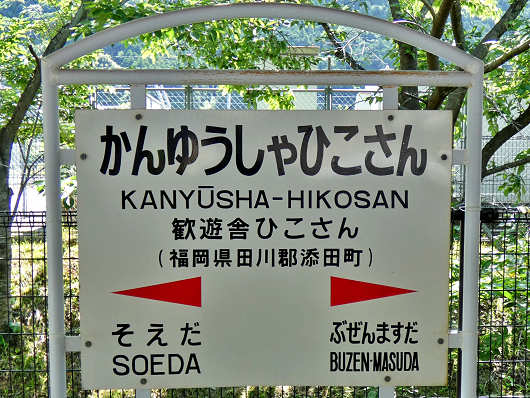 かんゆうしゃひこさん
KANYŪSHA-HIKOSAN
歓遊舎ひこさん
(福岡県田川郡添田町)
そえだ ぶぜんますだ
SOEDA BUZEN-MASUDA